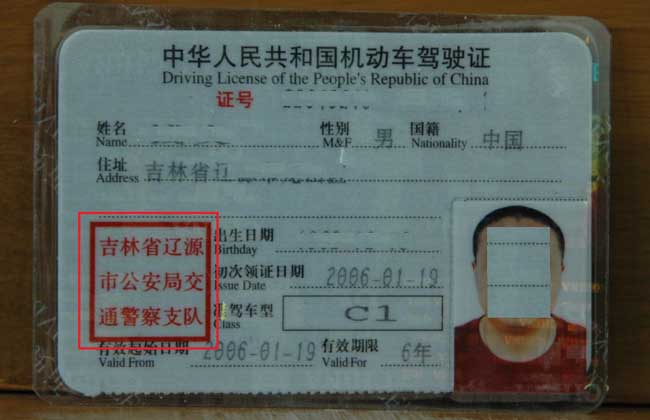 中华人民共和国机动车驾驶证
Driving License of the People's Republic of China
证号
姓名 性别 男 国籍 中国
Name M&F Nationality
住址 吉林省辽
Address
吉林省辽源 出生日期
Birthday
市公安局交 初次领证日期 2006-01-19
Issue Date
通警察支队 准驾车型 C1
Class
有效起始日期 2006-01-19 有效期限 6年
Valid From Valid For